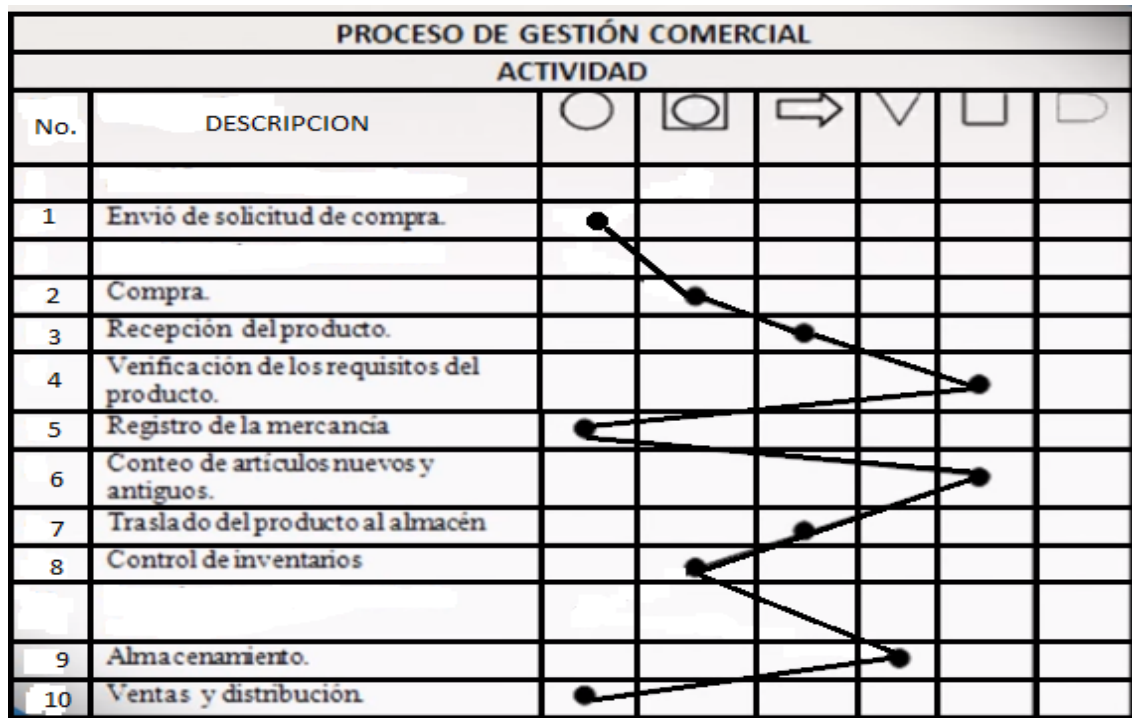 PROCESO DE GESTIÓN COMERCIAL
ACTIVIDAD
No. DESCRIPCION
1 Envió de solicitud de compra.
2 Compra.
3 Recepción del producto.
4 Verificación de los requisitos del
producto.
5 Registro de la mercancía
6 Conteo de artículos nuevos y
antiguos.
7 Traslado del producto al almacén
8 Control de inventarios
9 Almacenamiento.
10 Ventas y distribución.